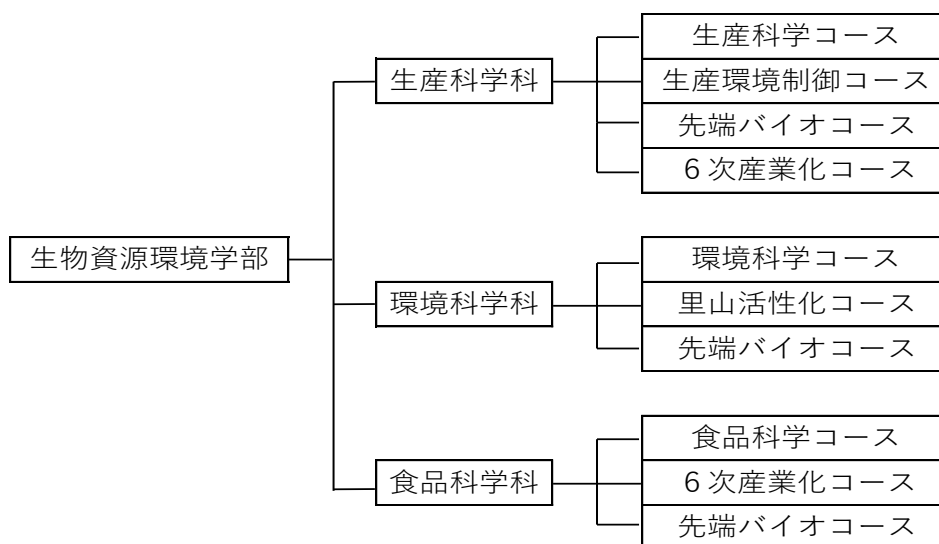 生物資源環境学部
生産科学科
生産科学コース
生産環境制御コース
先端バイオコース
６次産業化コース
環境科学科
環境科学コース
里山活性化コース
先端バイオコース
食品科学科
食品科学コース
６次産業化コース
先端バイオコース